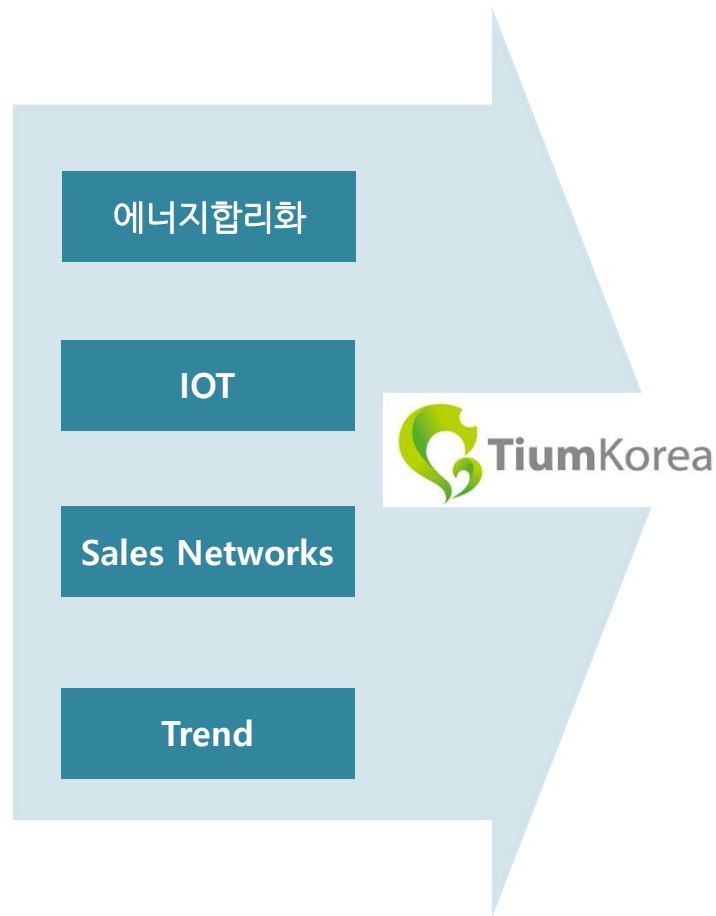 에너지합리화
IOT
TiumKorea
Sales Networks
Trend